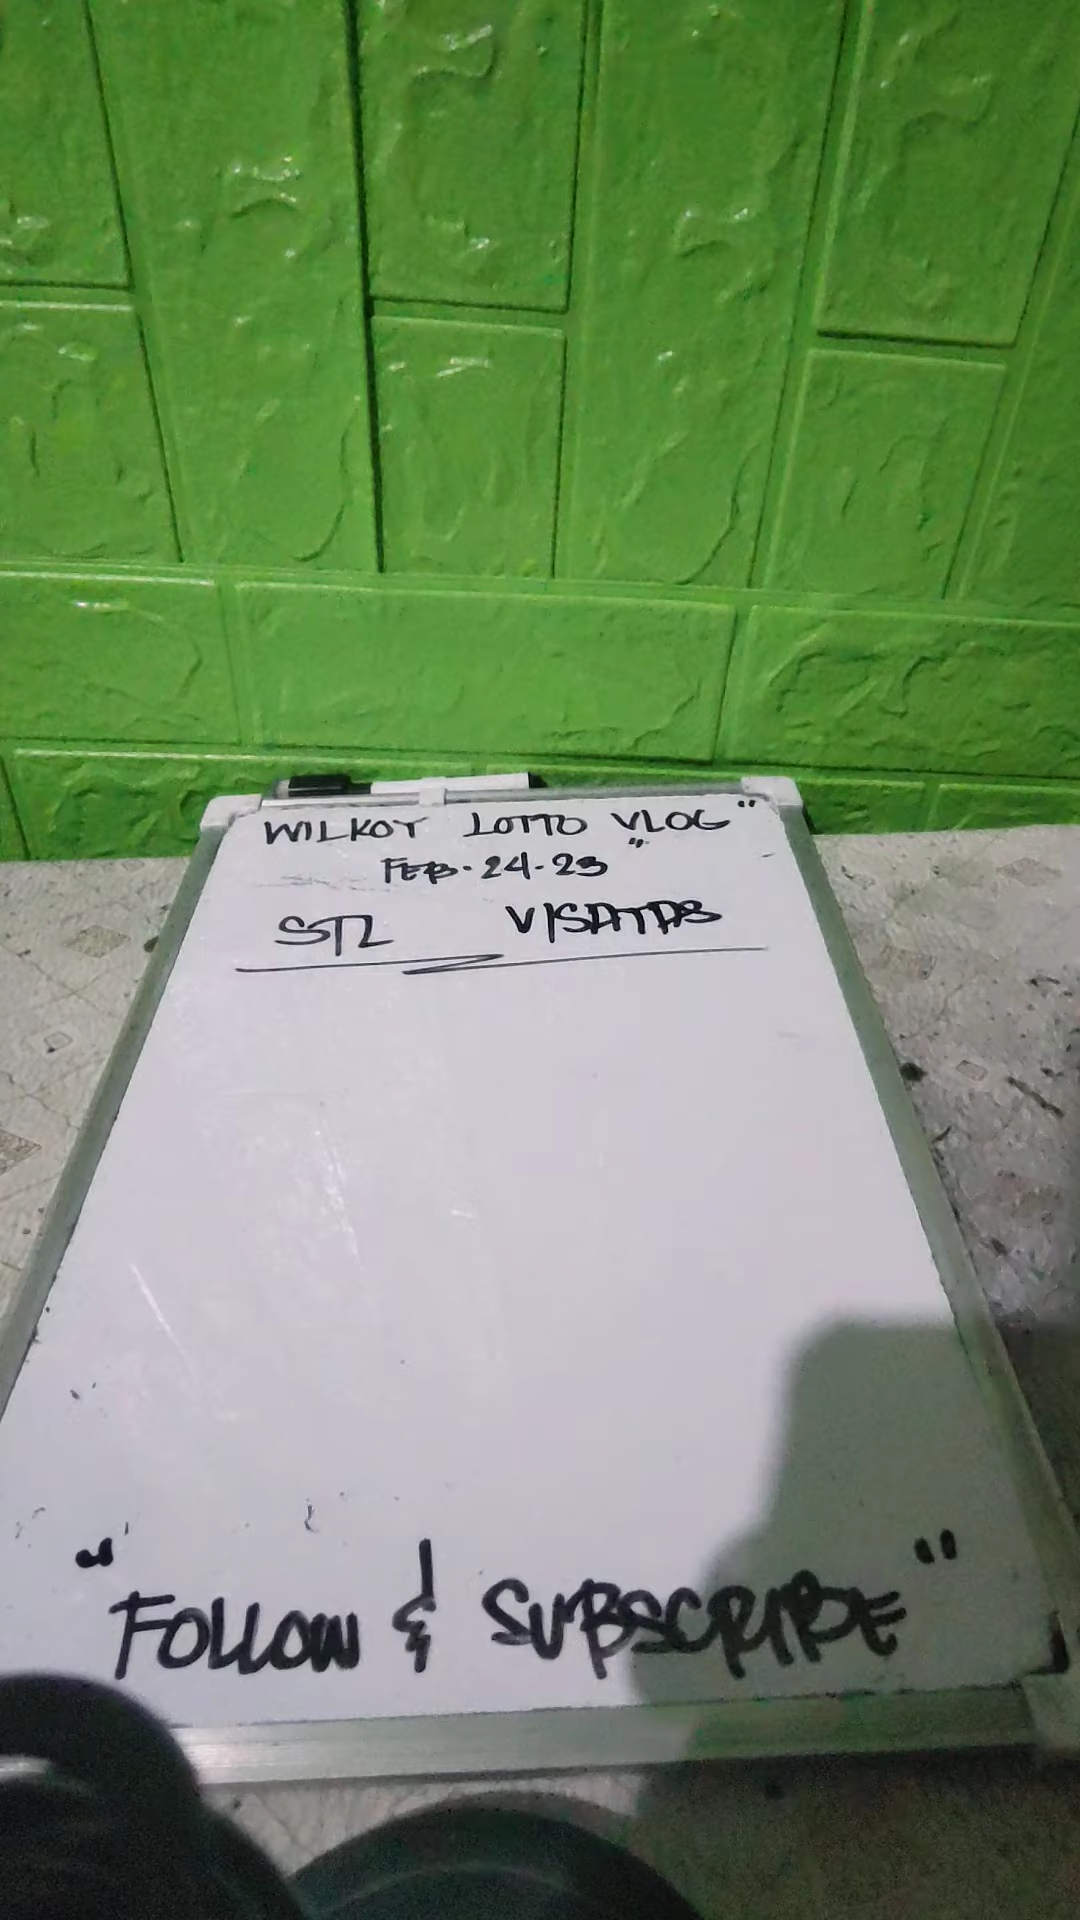 WILKOY LOTTO VLOG"
"
FEB-24-23
STL VISAYAS
"FOLLOW & SUBSCRIBE"